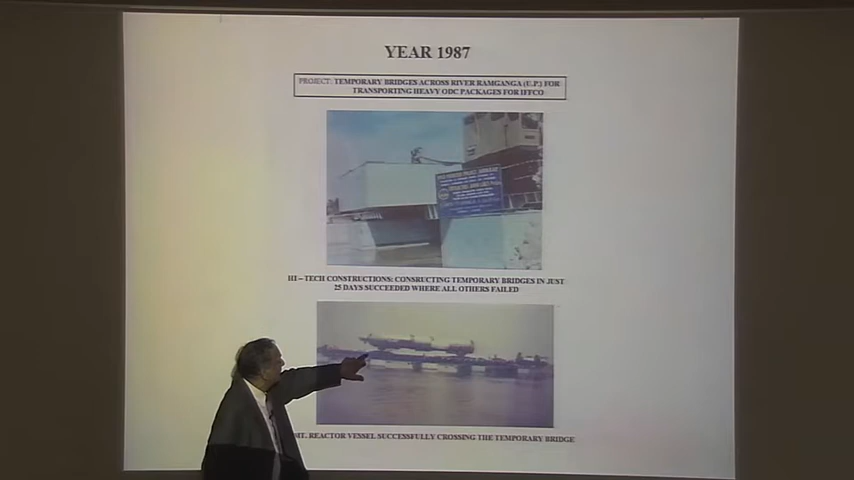 YEAR 1987
PROJECT: TEMPORARY BRIDGES ACROSS RIVER RAMGANGA (U.P.) FOR
TRANSPORTING HEAVY ODC PACKAGES FOR IFFCO
HI – TECH CONSTRUCTIONS: CONSRUCTING TEMPORARY BRIDGES IN JUST
25 DAYS SUCCEEDED WHERE ALL OTHERS FAILED
MT. REACTOR VESSEL SUCCESSFULLY CROSSING THE TEMPORARY BRIDGE